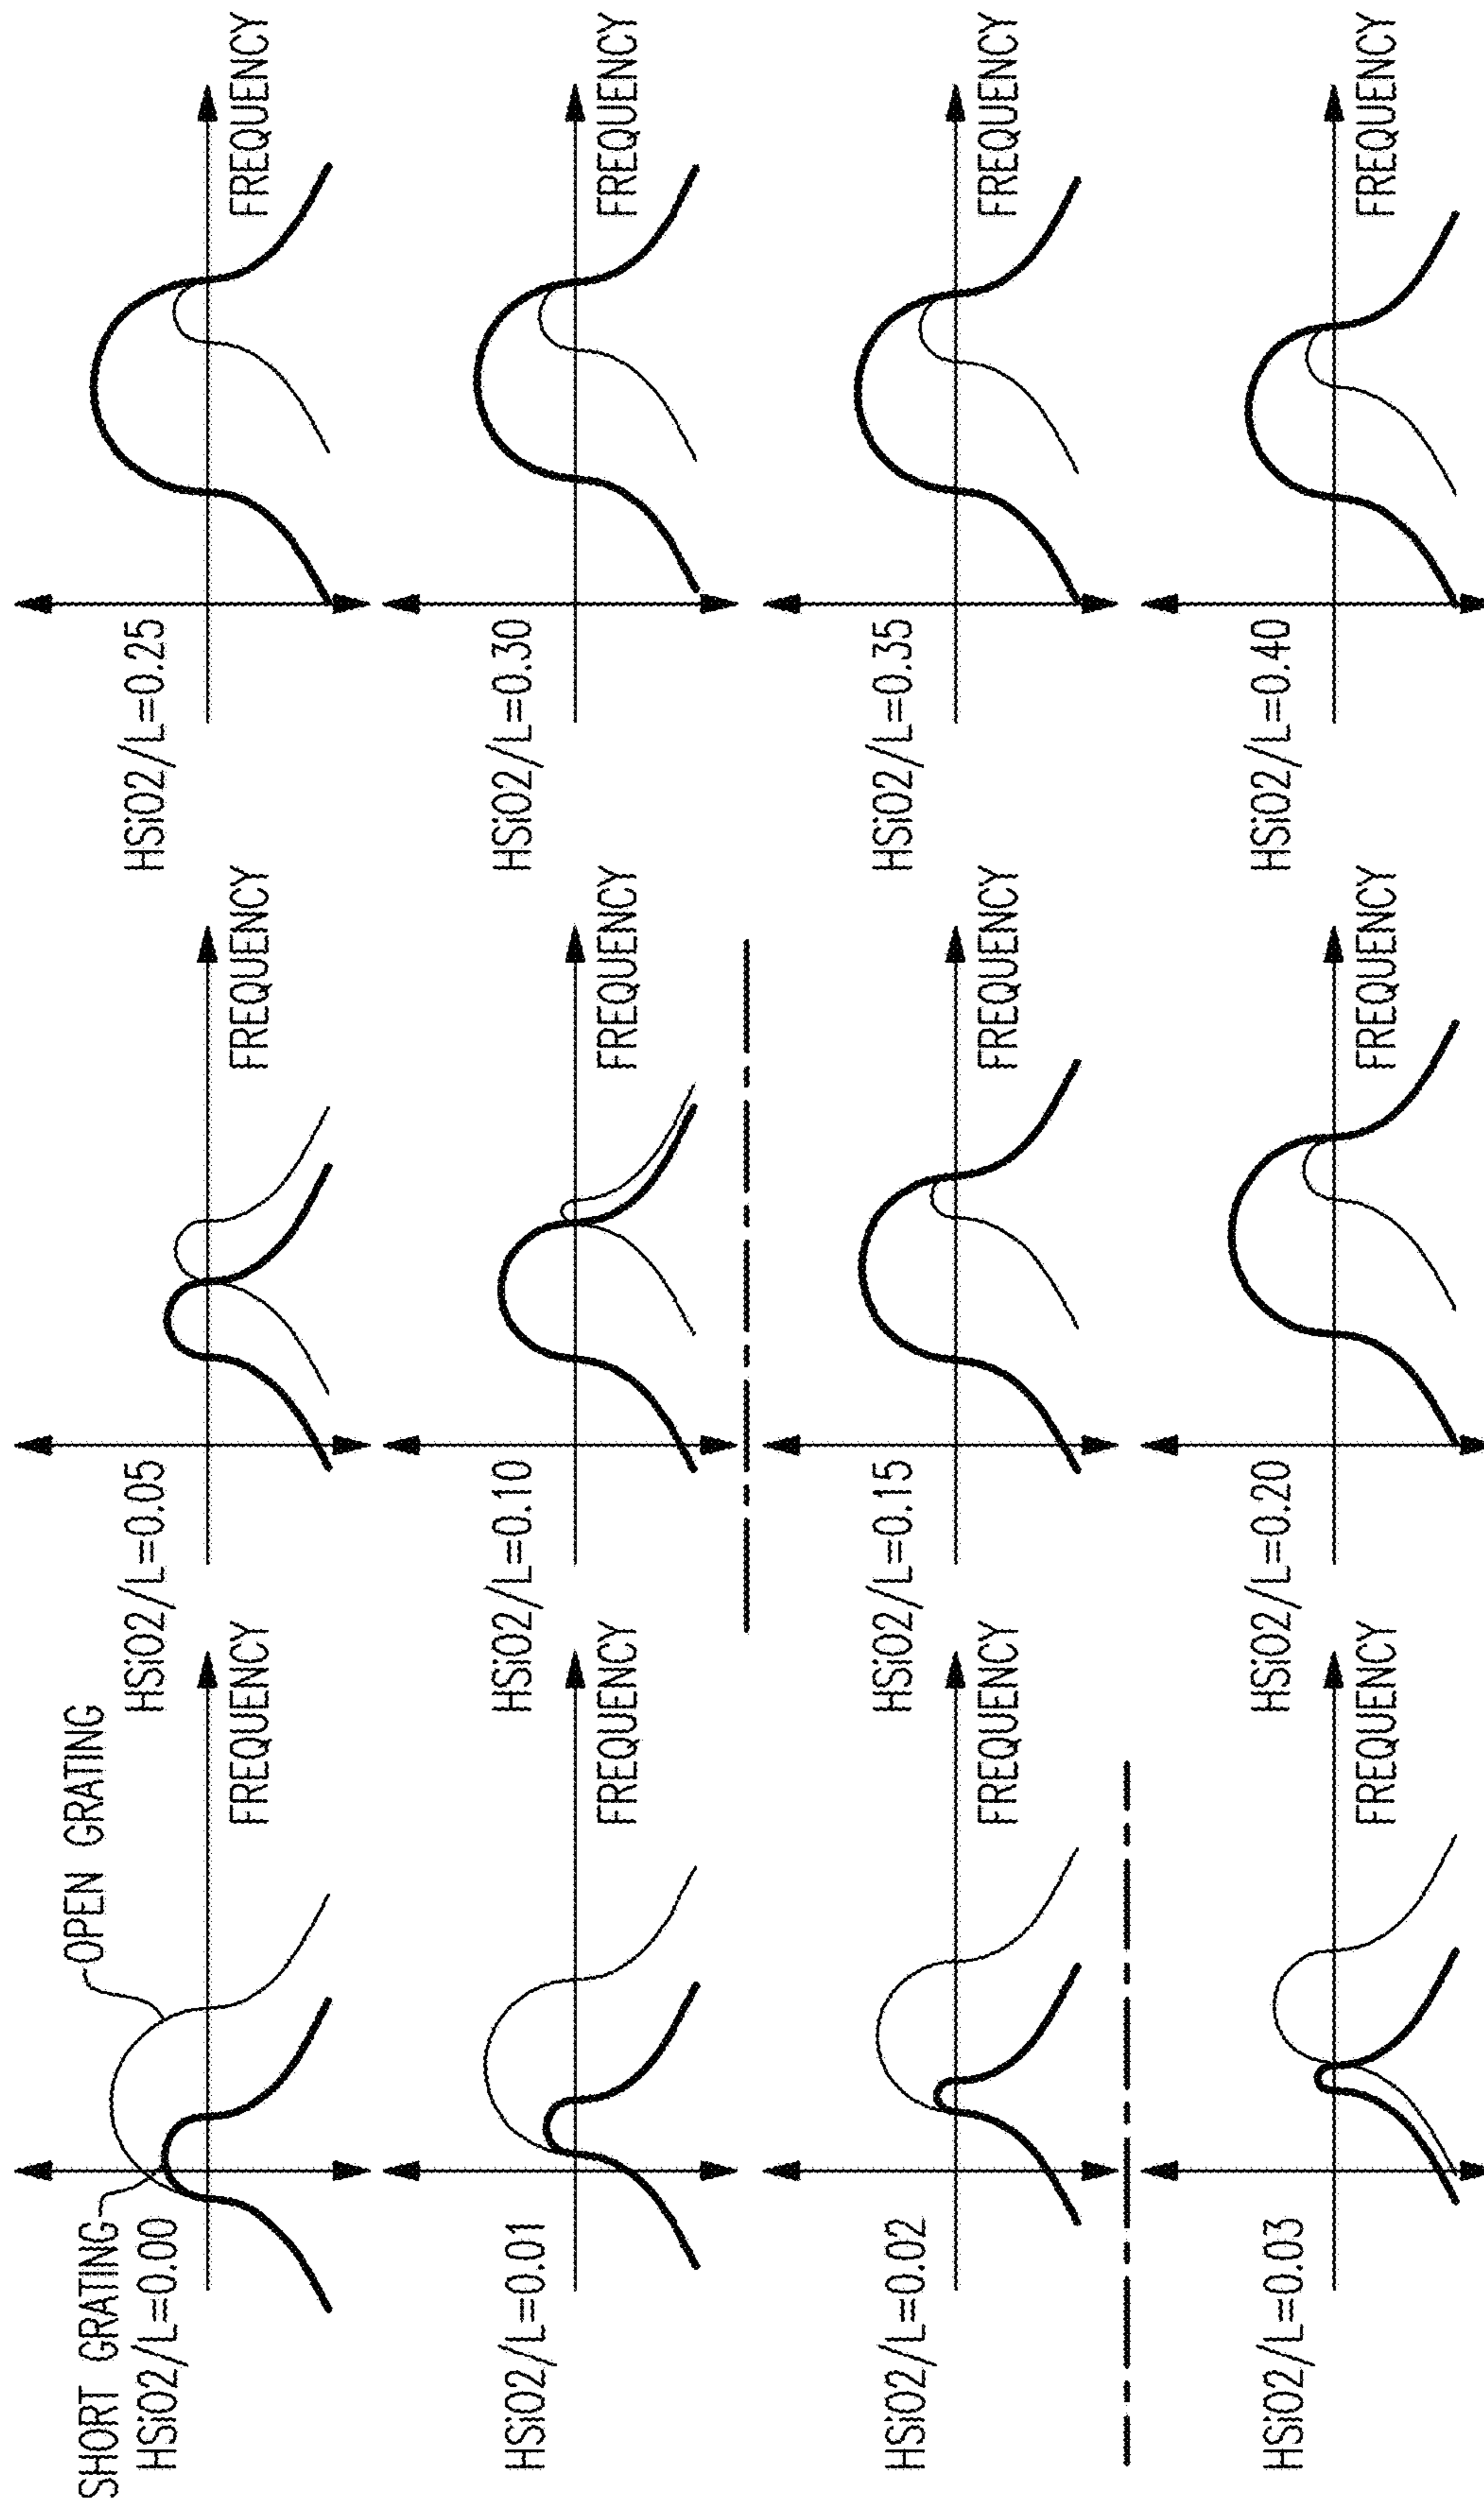 SHORT GRATING
OPEN GRATING
HSiO2/L=0.00
FREQUENCY
HSiO2/L=0.01
FREQUENCY
HSiO2/L=0.02
FREQUENCY
HSiO2/L=0.03
FREQUENCY
HSiO2/L=0.05
FREQUENCY
HSiO2/L=0.10
FREQUENCY
HSiO2/L=0.15
FREQUENCY
HSiO2/L=0.20
FREQUENCY
HSiO2/L=0.25
FREQUENCY
HSiO2/L=0.30
FREQUENCY
HSiO2/L=0.35
FREQUENCY
HSiO2/L=0.40
FREQUENCY